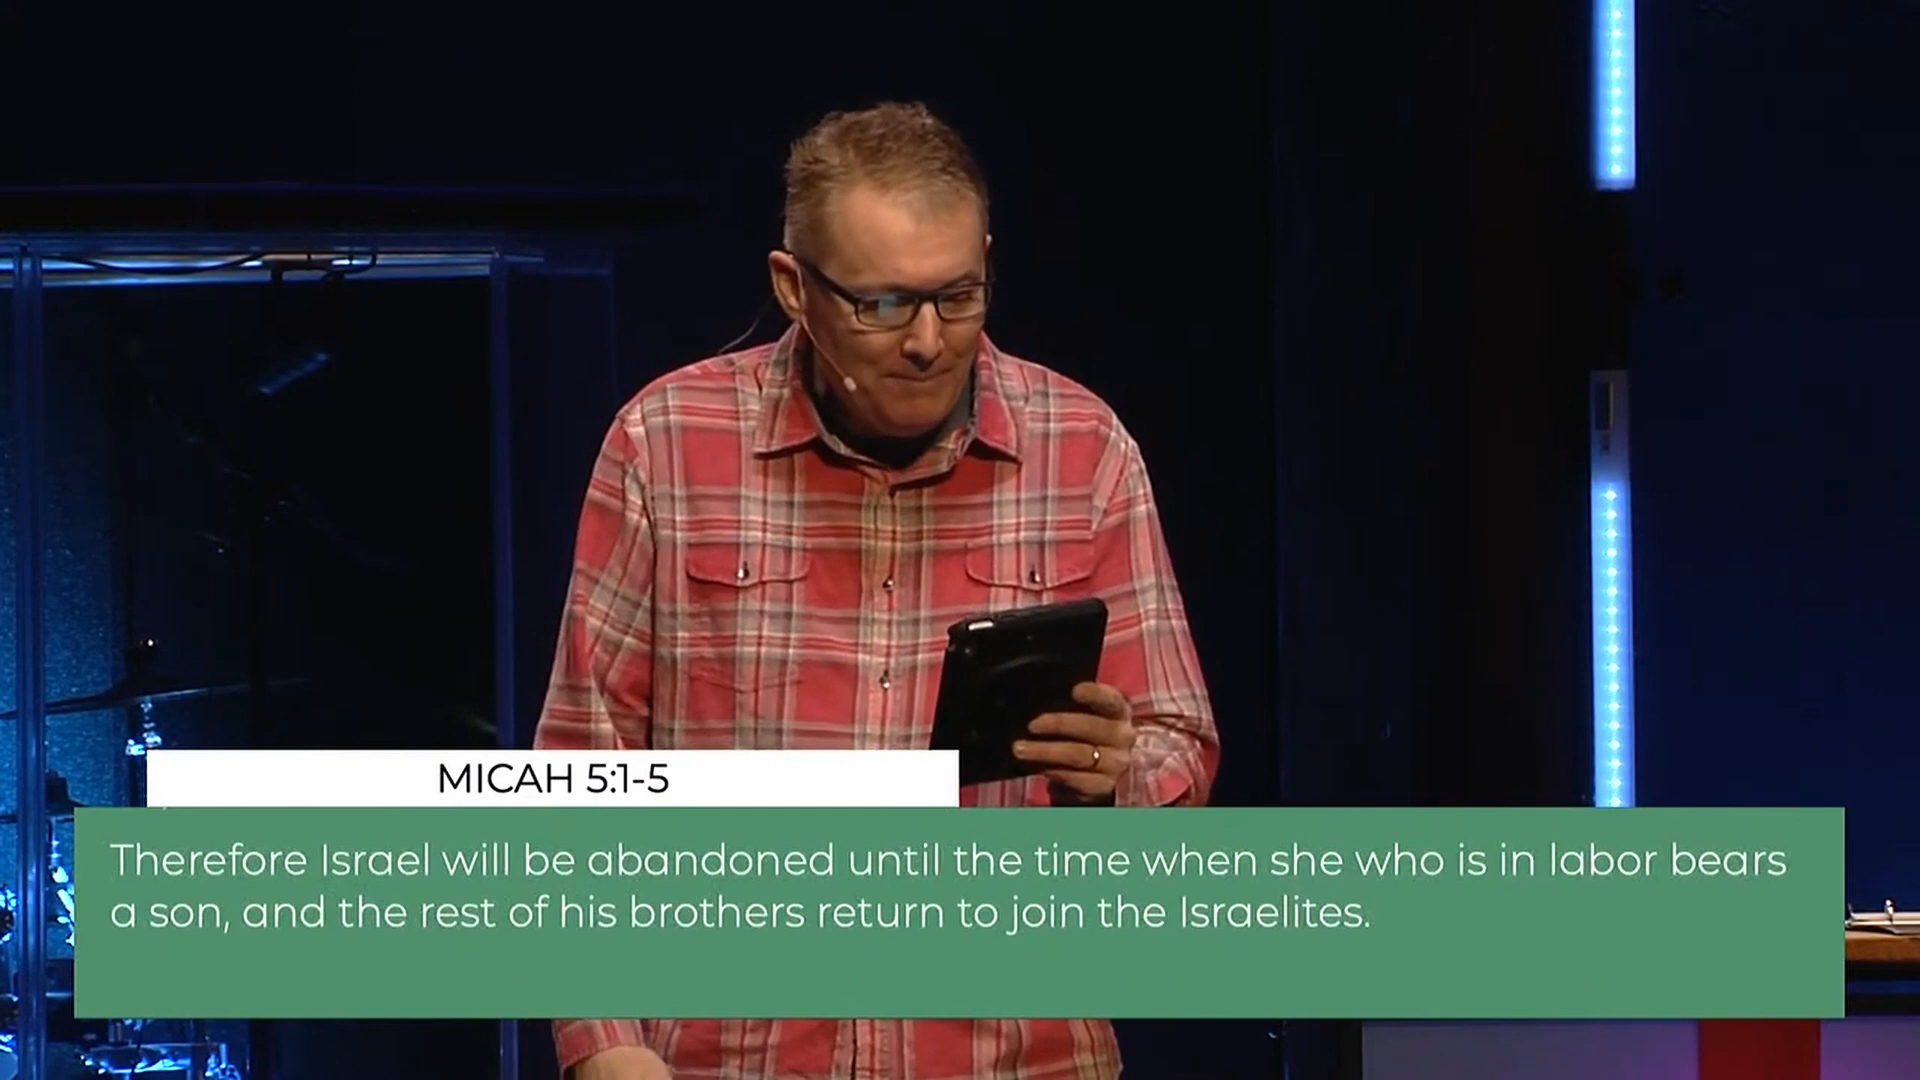 MICAH 5:1-5
Therefore Israel will be abandoned until the time when she who is in labor bears
a son, and the rest of his brothers return to join the Israelites.